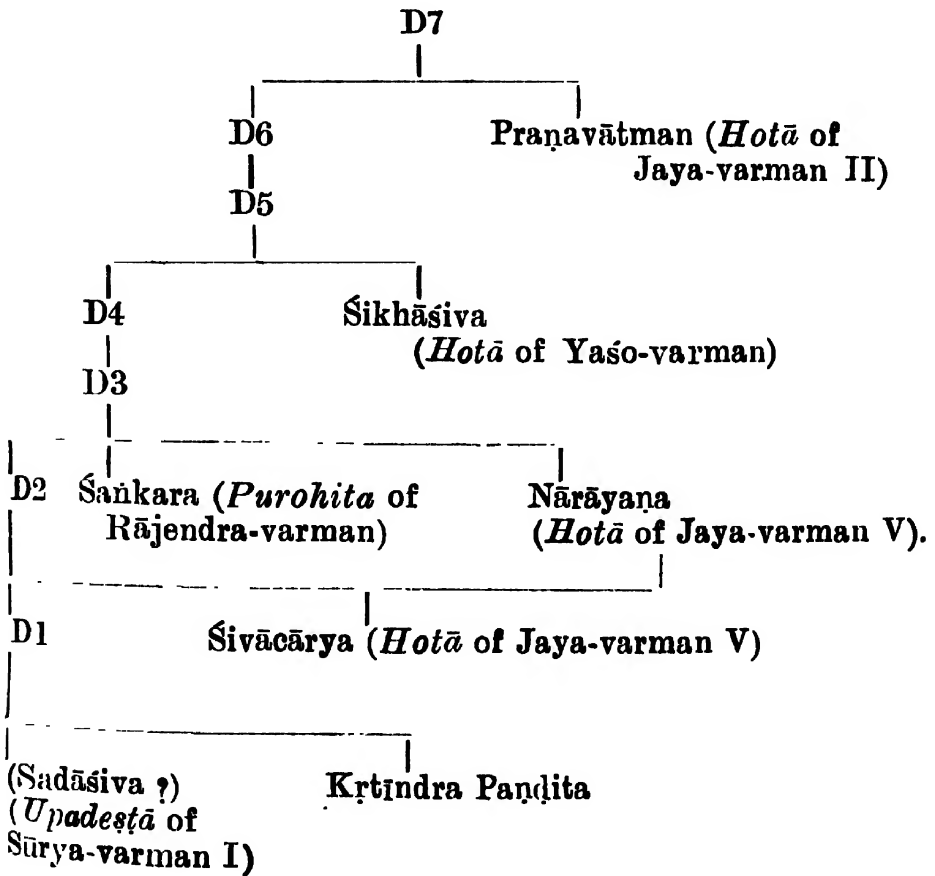 D7
D6 Praṇavātman (Hotā of
Jaya-varman II)
D5
D4 Śikhāśiva
(Hotā of Yaśo-varman)
D3
D2 Śaṅkara (Purohita of Nārāyaṇa
Rājendra-varman) (Hotā of Jaya-varman V).
D1 Śivācārya (Hotā of Jaya-varman V)
(Sadāśiva ?) Kṛtīndra Paṇḍita
(Upadeṣṭā of
Sūrya-varman I)